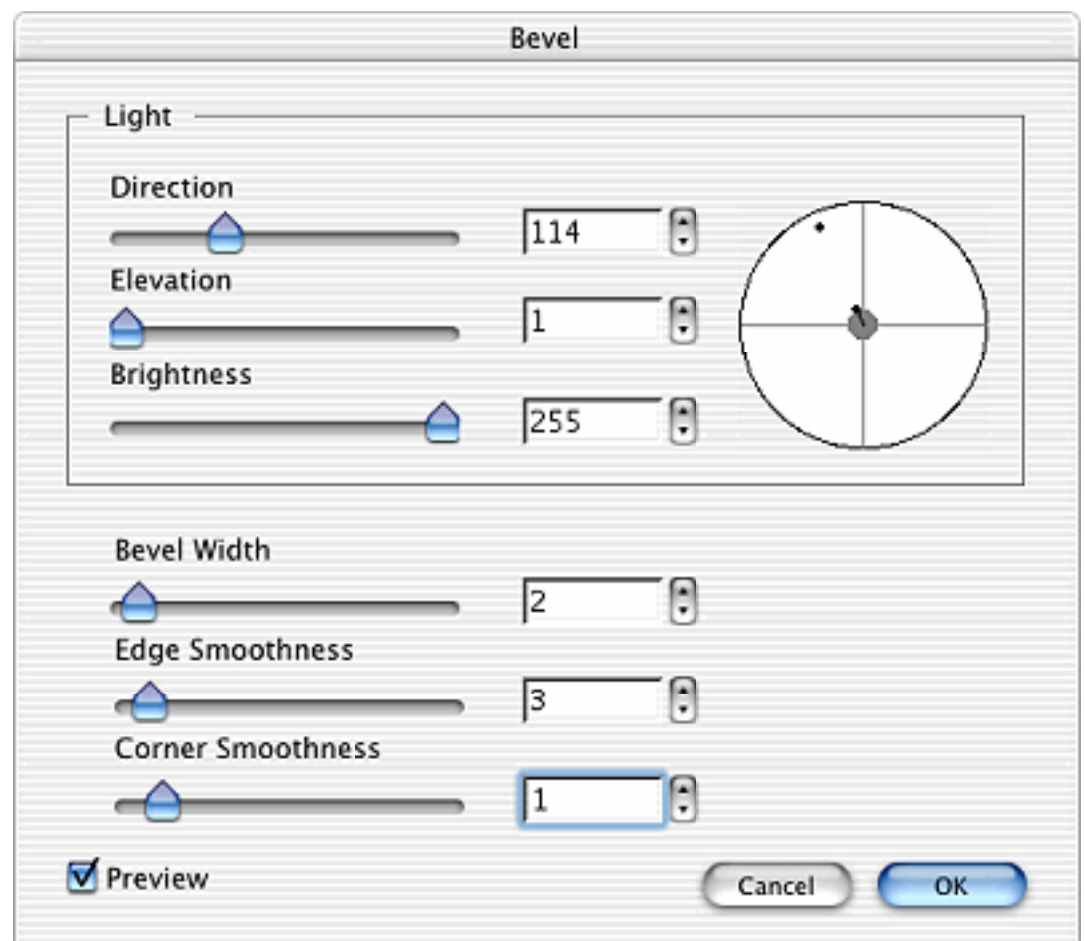 Bevel
Light
Direction
114
Elevation
1
Brightness
255
Bevel Width
2
Edge Smoothness
3
Corner Smoothness
1
Preview
Cancel
OK